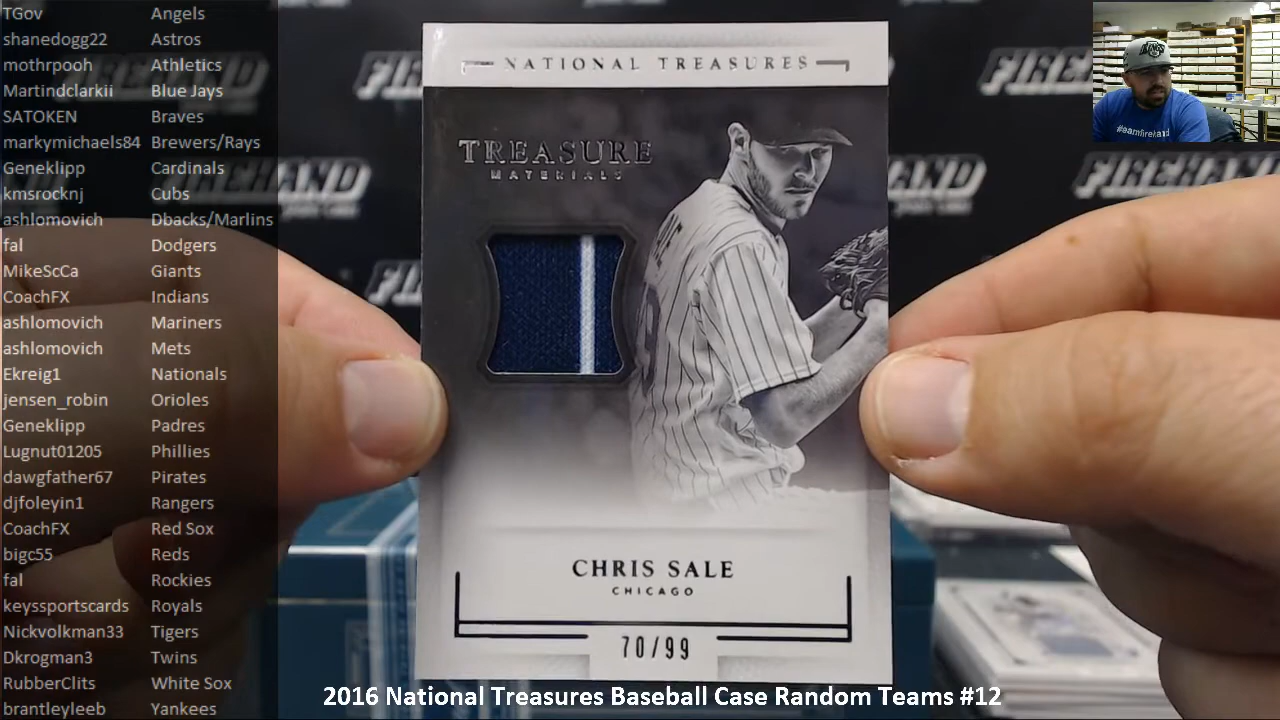 TGov Angels
shanedogg22 Astros
mothrpooh Athletics
Martindclarkii Blue Jays
SATOKEN Braves
markymichaels84 Brewers/Rays
Geneklipp Cardinals
kmsrocknj Cubs
ashlomovich Dbacks/Marlins
fal Dodgers
MikeScCa Giants
CoachFX Indians
ashlomovich Mariners
ashlomovich Mets
Ekreig1 Nationals
jensen_robin Orioles
Geneklipp Padres
Lugnut01205 Phillies
dawgfather67 Pirates
djfoleyin1 Rangers
CoachFX Red Sox
bigc55 Reds
fal Rockies
keyssportscards Royals
Nickvolkman33 Tigers
Dkrogman3 Twins
RubberClits White Sox
brantleyleeb Yankees
NATIONAL TREASURES
TREASURE
MATERIALS
CHRIS SALE
CHICAGO
70/99
FIREHAND
KINGS
#teamfirehand
2016 National Treasures Baseball Case Random Teams #12